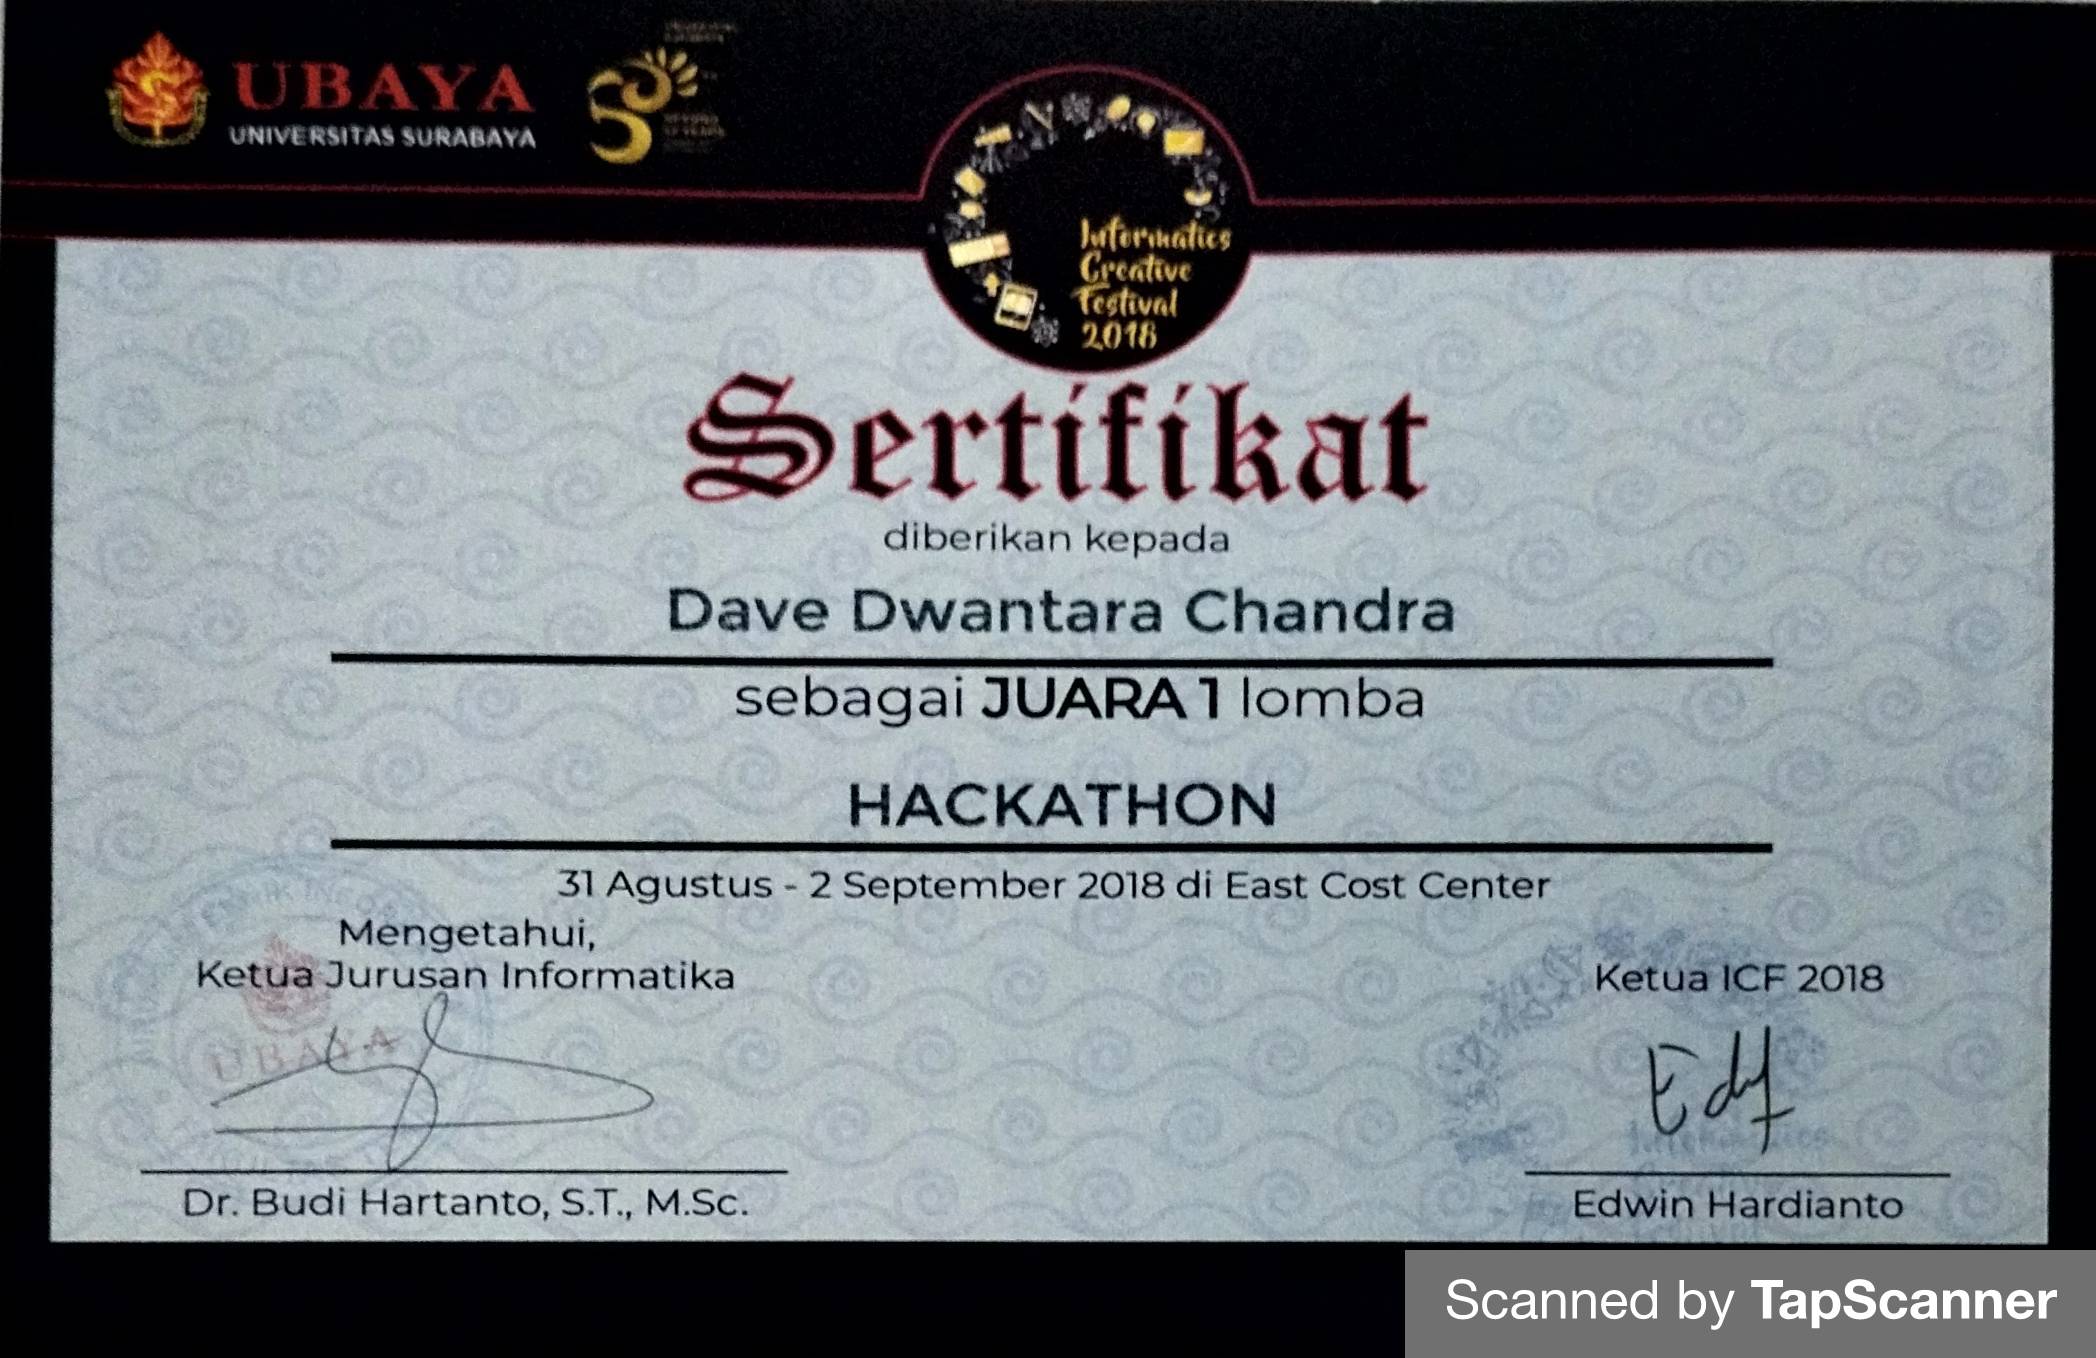 UBAYA
UNIVERSITAS SURABAYA
Informatics
Creative
Festival
2018
Sertifikat
diberikan kepada
Dave Dwantara Chandra
sebagai JUARA 1 lomba
HACKATHON
31 Agustus - 2 September 2018 di East Cost Center
Mengetahui,
Ketua Jurusan Informatika
Ketua ICF 2018
UBAYA
Dr. Budi Hartanto, S.T., M.Sc.
Edwin Hardianto
Scanned by TapScanner